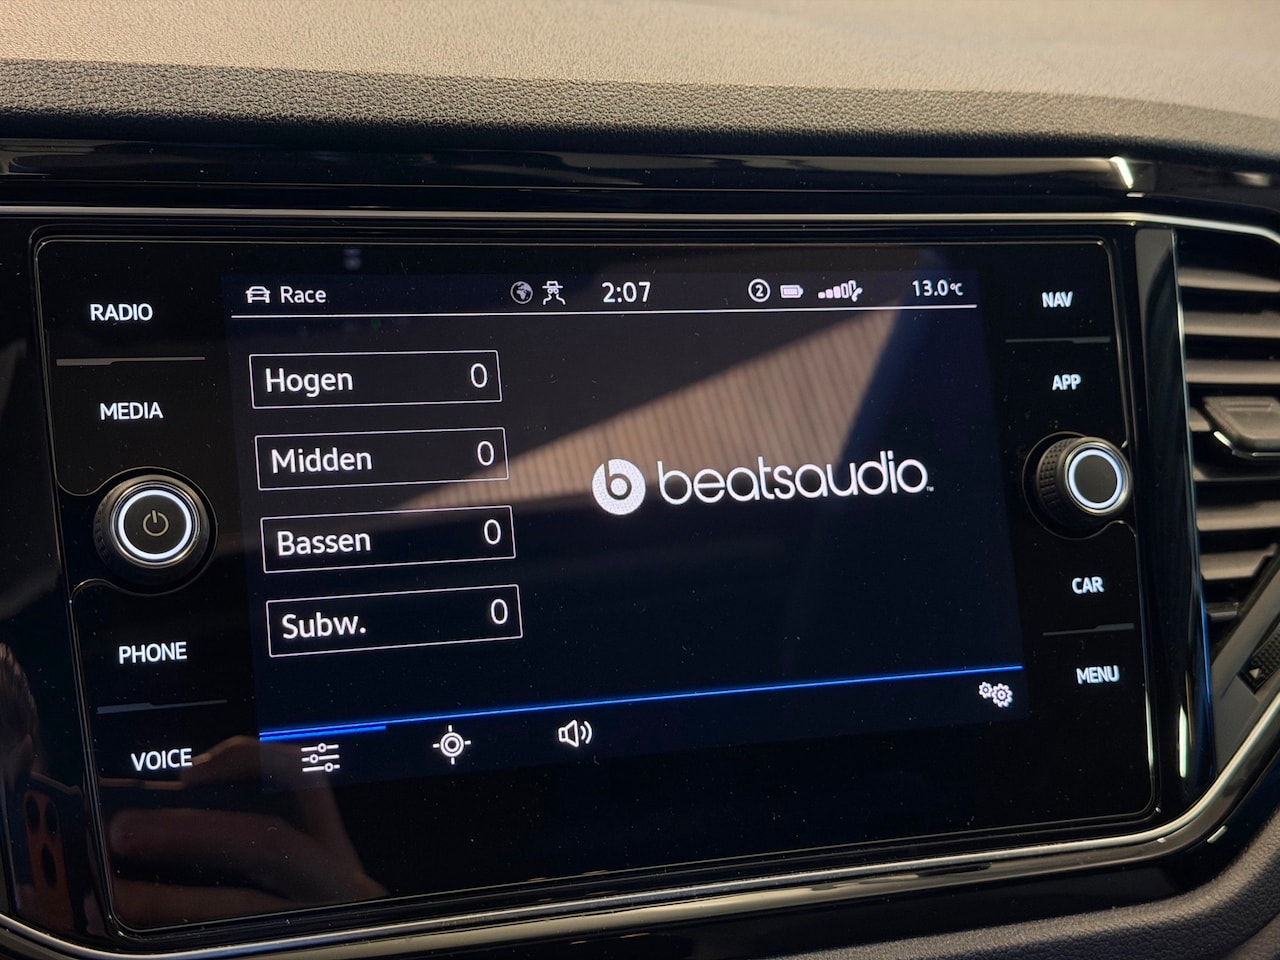 RADIO
MEDIA
PHONE
VOICE
Race 2:07 2 13.0°C
Hogen 0
Midden 0
Bassen 0
Subw. 0
b beatsaudio™
NAV
APP
CAR
MENU